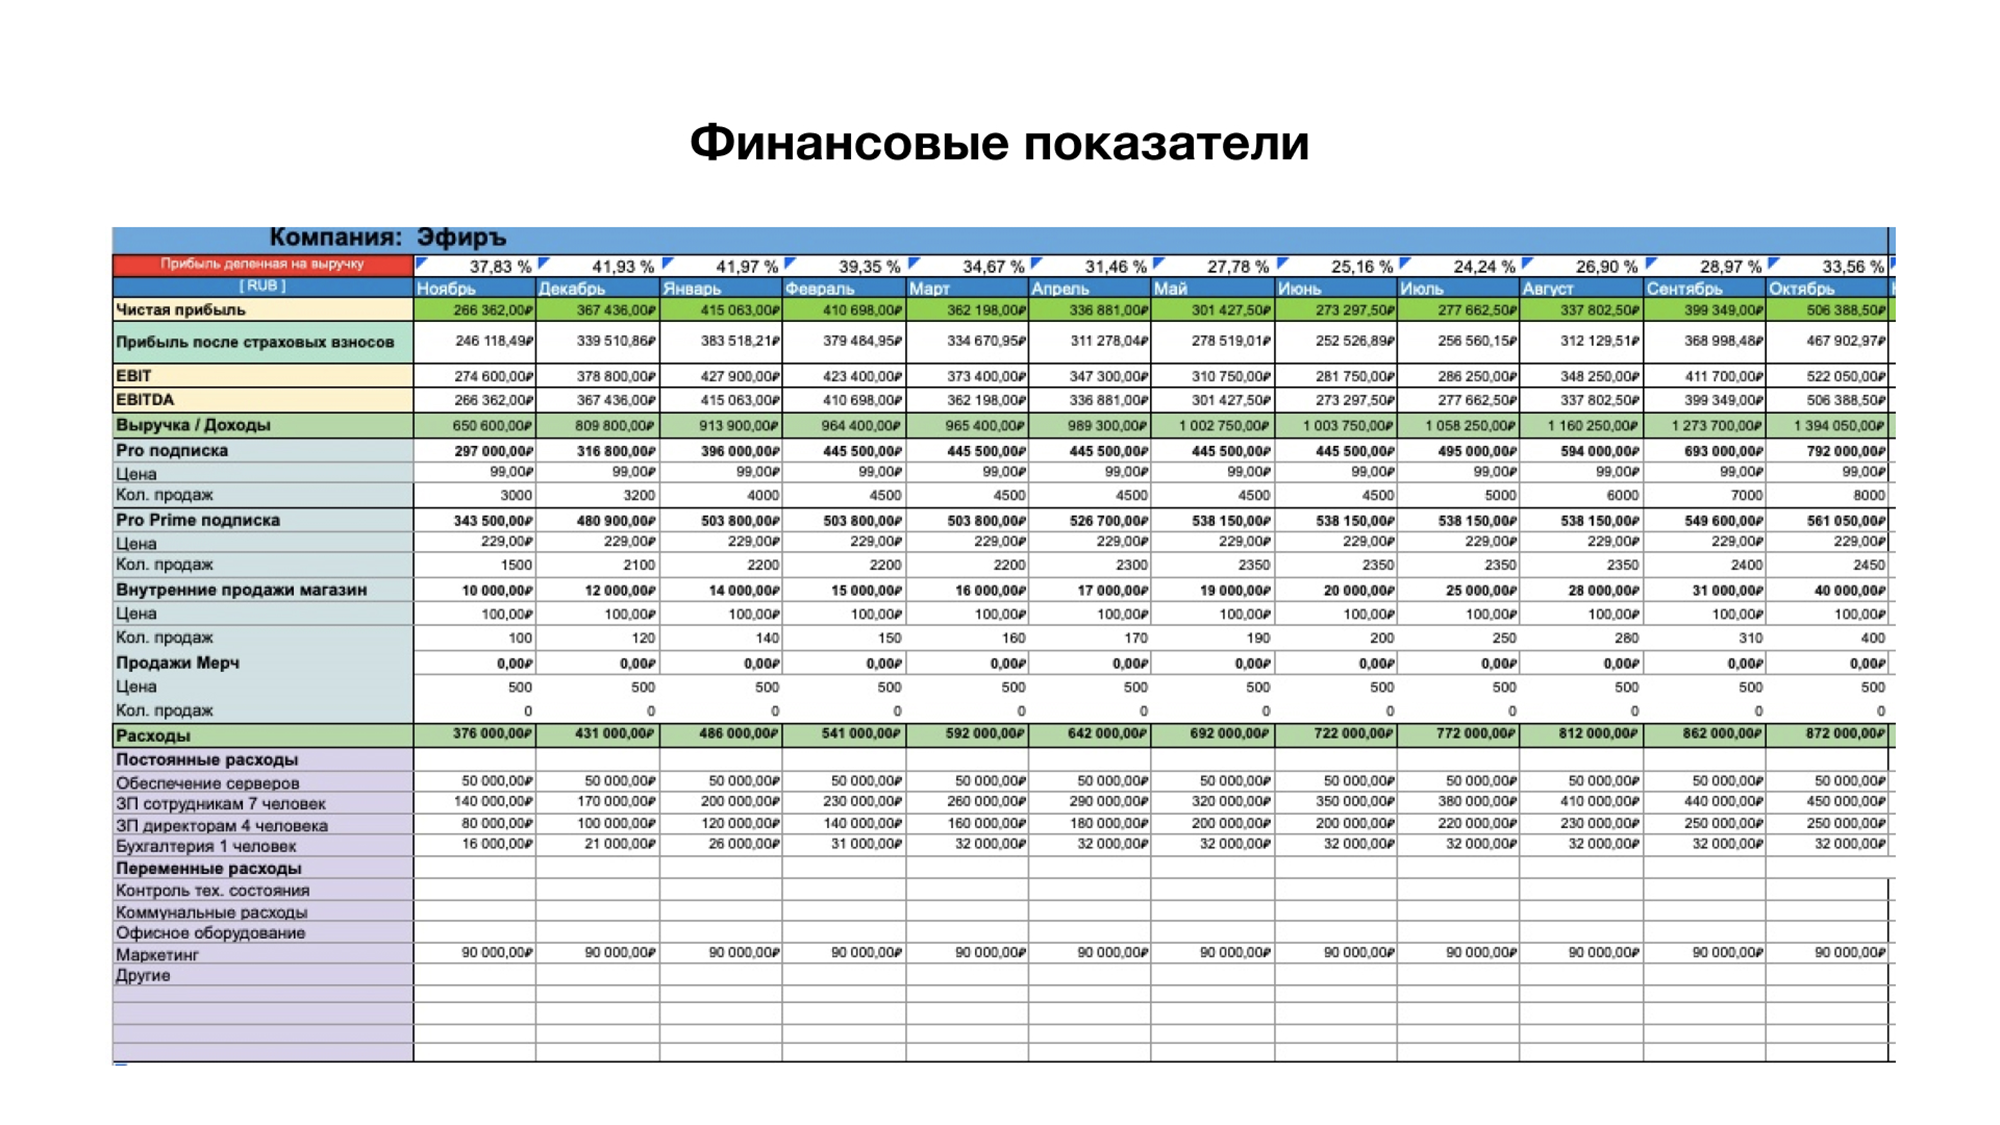 Финансовые показатели
Компания: Эфиръ
Прибыль деленная на выручку 37,83 % 41,93 % 41,97 % 39,35 % 34,67 % 31,46 % 27,78 % 25,16 % 24,24 % 26,90 % 28,97 % 33,56 %
[ RUB ] Ноябрь Декабрь Январь Февраль Март Апрель Май Июнь Июль Август Сентябрь Октябрь
Чистая прибыль 266 362,00₽ 367 436,00₽ 415 063,00₽ 410 698,00₽ 362 198,00₽ 336 881,00₽ 301 427,50₽ 273 297,50₽ 277 662,50₽ 337 802,50₽ 399 349,00₽ 506 388,50₽
Прибыль после страховых взносов 246 118,49₽ 339 510,86₽ 383 518,21₽ 379 484,95₽ 334 670,95₽ 311 278,04₽ 278 519,01₽ 252 526,89₽ 256 560,15₽ 312 129,51₽ 368 998,48₽ 467 902,97₽
EBIT 274 600,00₽ 378 800,00₽ 427 900,00₽ 423 400,00₽ 373 400,00₽ 347 300,00₽ 310 750,00₽ 281 750,00₽ 286 250,00₽ 348 250,00₽ 411 700,00₽ 522 050,00₽
EBITDA 266 362,00₽ 367 436,00₽ 415 063,00₽ 410 698,00₽ 362 198,00₽ 336 881,00₽ 301 427,50₽ 273 297,50₽ 277 662,50₽ 337 802,50₽ 399 349,00₽ 506 388,50₽
Выручка / Доходы 650 600,00₽ 809 800,00₽ 913 900,00₽ 964 400,00₽ 965 400,00₽ 989 300,00₽ 1 002 750,00₽ 1 003 750,00₽ 1 058 250,00₽ 1 160 250,00₽ 1 273 700,00₽ 1 394 050,00₽
Pro подписка 297 000,00₽ 316 800,00₽ 396 000,00₽ 445 500,00₽ 445 500,00₽ 445 500,00₽ 445 500,00₽ 445 500,00₽ 495 000,00₽ 594 000,00₽ 693 000,00₽ 792 000,00₽
Цена 99,00₽ 99,00₽ 99,00₽ 99,00₽ 99,00₽ 99,00₽ 99,00₽ 99,00₽ 99,00₽ 99,00₽ 99,00₽ 99,00₽
Кол. продаж 3000 3200 4000 4500 4500 4500 4500 4500 5000 6000 7000 8000
Pro Prime подписка 343 500,00₽ 480 900,00₽ 503 800,00₽ 503 800,00₽ 503 800,00₽ 526 700,00₽ 538 150,00₽ 538 150,00₽ 538 150,00₽ 538 150,00₽ 549 600,00₽ 561 050,00₽
Цена 229,00₽ 229,00₽ 229,00₽ 229,00₽ 229,00₽ 229,00₽ 229,00₽ 229,00₽ 229,00₽ 229,00₽ 229,00₽ 229,00₽
Кол. продаж 1500 2100 2200 2200 2200 2300 2350 2350 2350 2350 2400 2450
Внутренние продажи магазин 10 000,00₽ 12 000,00₽ 14 000,00₽ 15 000,00₽ 16 000,00₽ 17 000,00₽ 19 000,00₽ 20 000,00₽ 25 000,00₽ 28 000,00₽ 31 000,00₽ 40 000,00₽
Цена 100,00₽ 100,00₽ 100,00₽ 100,00₽ 100,00₽ 100,00₽ 100,00₽ 100,00₽ 100,00₽ 100,00₽ 100,00₽ 100,00₽
Кол. продаж 100 120 140 150 160 170 190 200 250 280 310 400
Продажи Мерч 0,00₽ 0,00₽ 0,00₽ 0,00₽ 0,00₽ 0,00₽ 0,00₽ 0,00₽ 0,00₽ 0,00₽ 0,00₽ 0,00₽
Цена 500 500 500 500 500 500 500 500 500 500 500 500
Кол. продаж 0 0 0 0 0 0 0 0 0 0 0 0
Расходы 376 000,00₽ 431 000,00₽ 486 000,00₽ 541 000,00₽ 592 000,00₽ 642 000,00₽ 692 000,00₽ 722 000,00₽ 772 000,00₽ 812 000,00₽ 862 000,00₽ 872 000,00₽
Постоянные расходы
Обеспечение серверов 50 000,00₽ 50 000,00₽ 50 000,00₽ 50 000,00₽ 50 000,00₽ 50 000,00₽ 50 000,00₽ 50 000,00₽ 50 000,00₽ 50 000,00₽ 50 000,00₽ 50 000,00₽
ЗП сотрудникам 7 человек 140 000,00₽ 170 000,00₽ 200 000,00₽ 230 000,00₽ 260 000,00₽ 290 000,00₽ 320 000,00₽ 350 000,00₽ 380 000,00₽ 410 000,00₽ 440 000,00₽ 450 000,00₽
ЗП директорам 4 человека 80 000,00₽ 100 000,00₽ 120 000,00₽ 140 000,00₽ 160 000,00₽ 180 000,00₽ 200 000,00₽ 200 000,00₽ 220 000,00₽ 230 000,00₽ 250 000,00₽ 250 000,00₽
Бухгалтерия 1 человек 16 000,00₽ 21 000,00₽ 26 000,00₽ 31 000,00₽ 32 000,00₽ 32 000,00₽ 32 000,00₽ 32 000,00₽ 32 000,00₽ 32 000,00₽ 32 000,00₽ 32 000,00₽
Переменные расходы
Контроль тех. состояния
Коммунальные расходы
Офисное оборудование
Маркетинг 90 000,00₽ 90 000,00₽ 90 000,00₽ 90 000,00₽ 90 000,00₽ 90 000,00₽ 90 000,00₽ 90 000,00₽ 90 000,00₽ 90 000,00₽ 90 000,00₽ 90 000,00₽
Другие